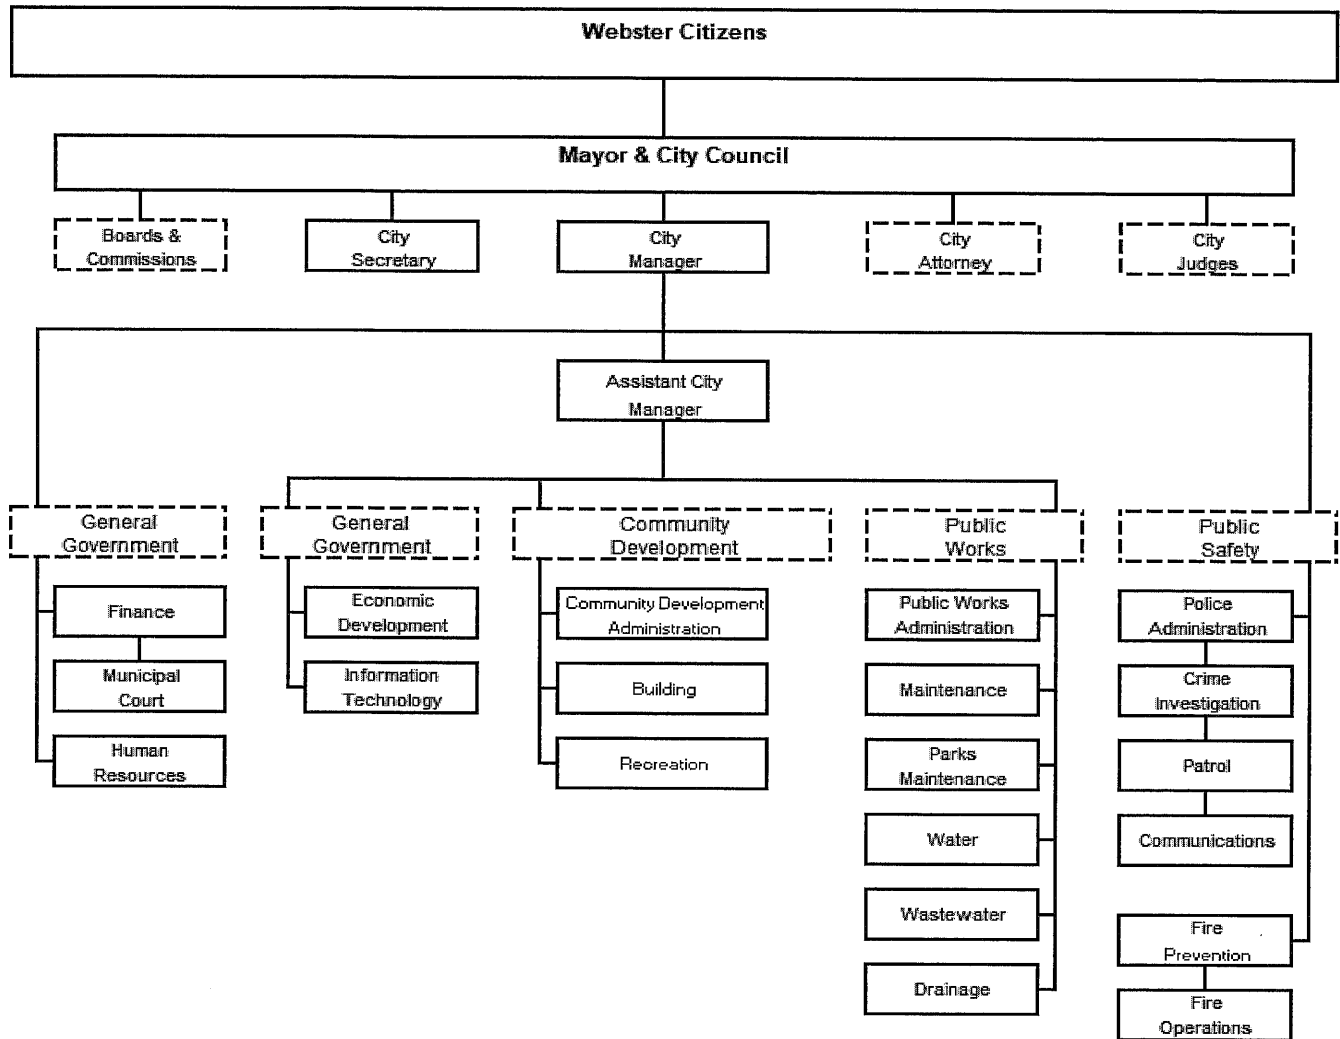 Webster Citizens
Mayor & City Council
Boards &
Commissions
City
Secretary
City
Manager
City
Attorney
City
Judges
Assistant City
Manager
General
Government
General
Government
Community
Development
Public
Works
Public
Safety
Finance
Municipal
Court
Human
Resources
Economic
Development
Information
Technology
Community Development
Administration
Building
Recreation
Public Works
Administration
Maintenance
Parks
Maintenance
Water
Wastewater
Drainage
Police
Administration
Crime
Investigation
Patrol
Communications
Fire
Prevention
Fire
Operations